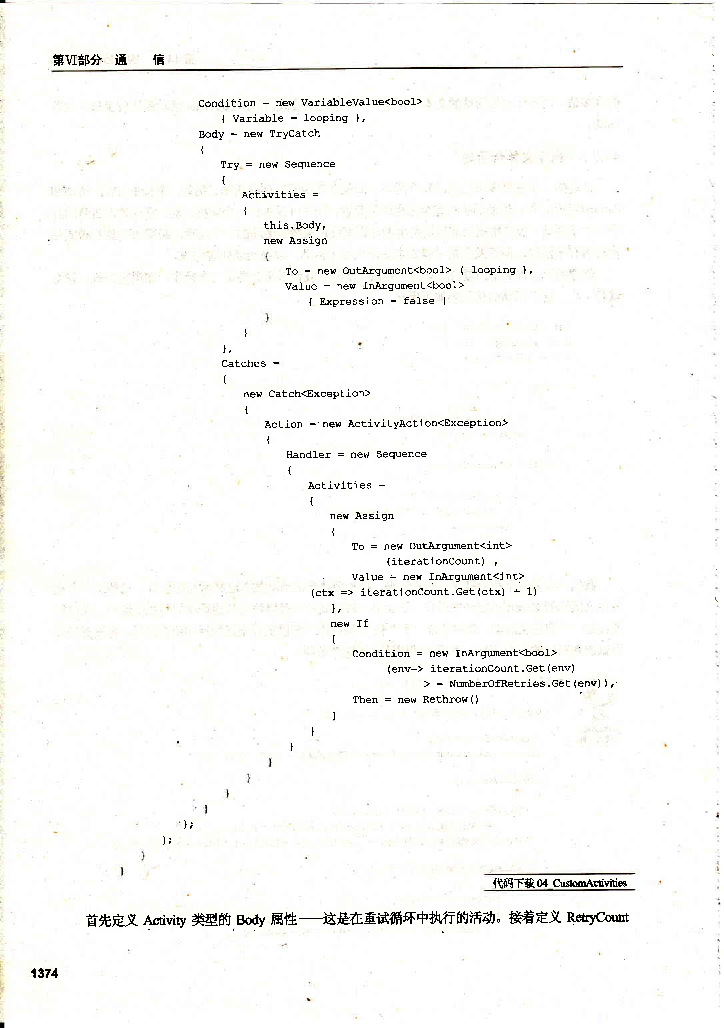 第VI部分 通 信
Condition = new VariableValue<bool>
{ Variable = looping },
Body = new TryCatch
{
Try = new Sequence
{
Activities =
{
this.Body,
new Assign
{
To = new OutArgument<bool> ( looping ),
Value = new InArgument<bool>
{ Expression = false }
}
}
},
Catches =
{
new Catch<Exception>
{
Action = new ActivityAction<Exception>
{
Handler = new Sequence
{
Activities =
{
new Assign
{
To = new OutArgument<int>
(iterationCount) ,
Value = new InArgument<int>
(ctx => iterationCount.Get(ctx) + 1)
},
new If
{
Condition = new InArgument<bool>
(env=> iterationCount.Get(env)
> = NumberOfRetries.Get(env)),
Then = new Rethrow()
}
}
}
}
}
}
}
};
};
}
}
代码下载 04 CustomActivities
首先定义 Activity 类型的 Body 属性——这是在重试循环中执行的活动。接着定义 RetryCount
1374